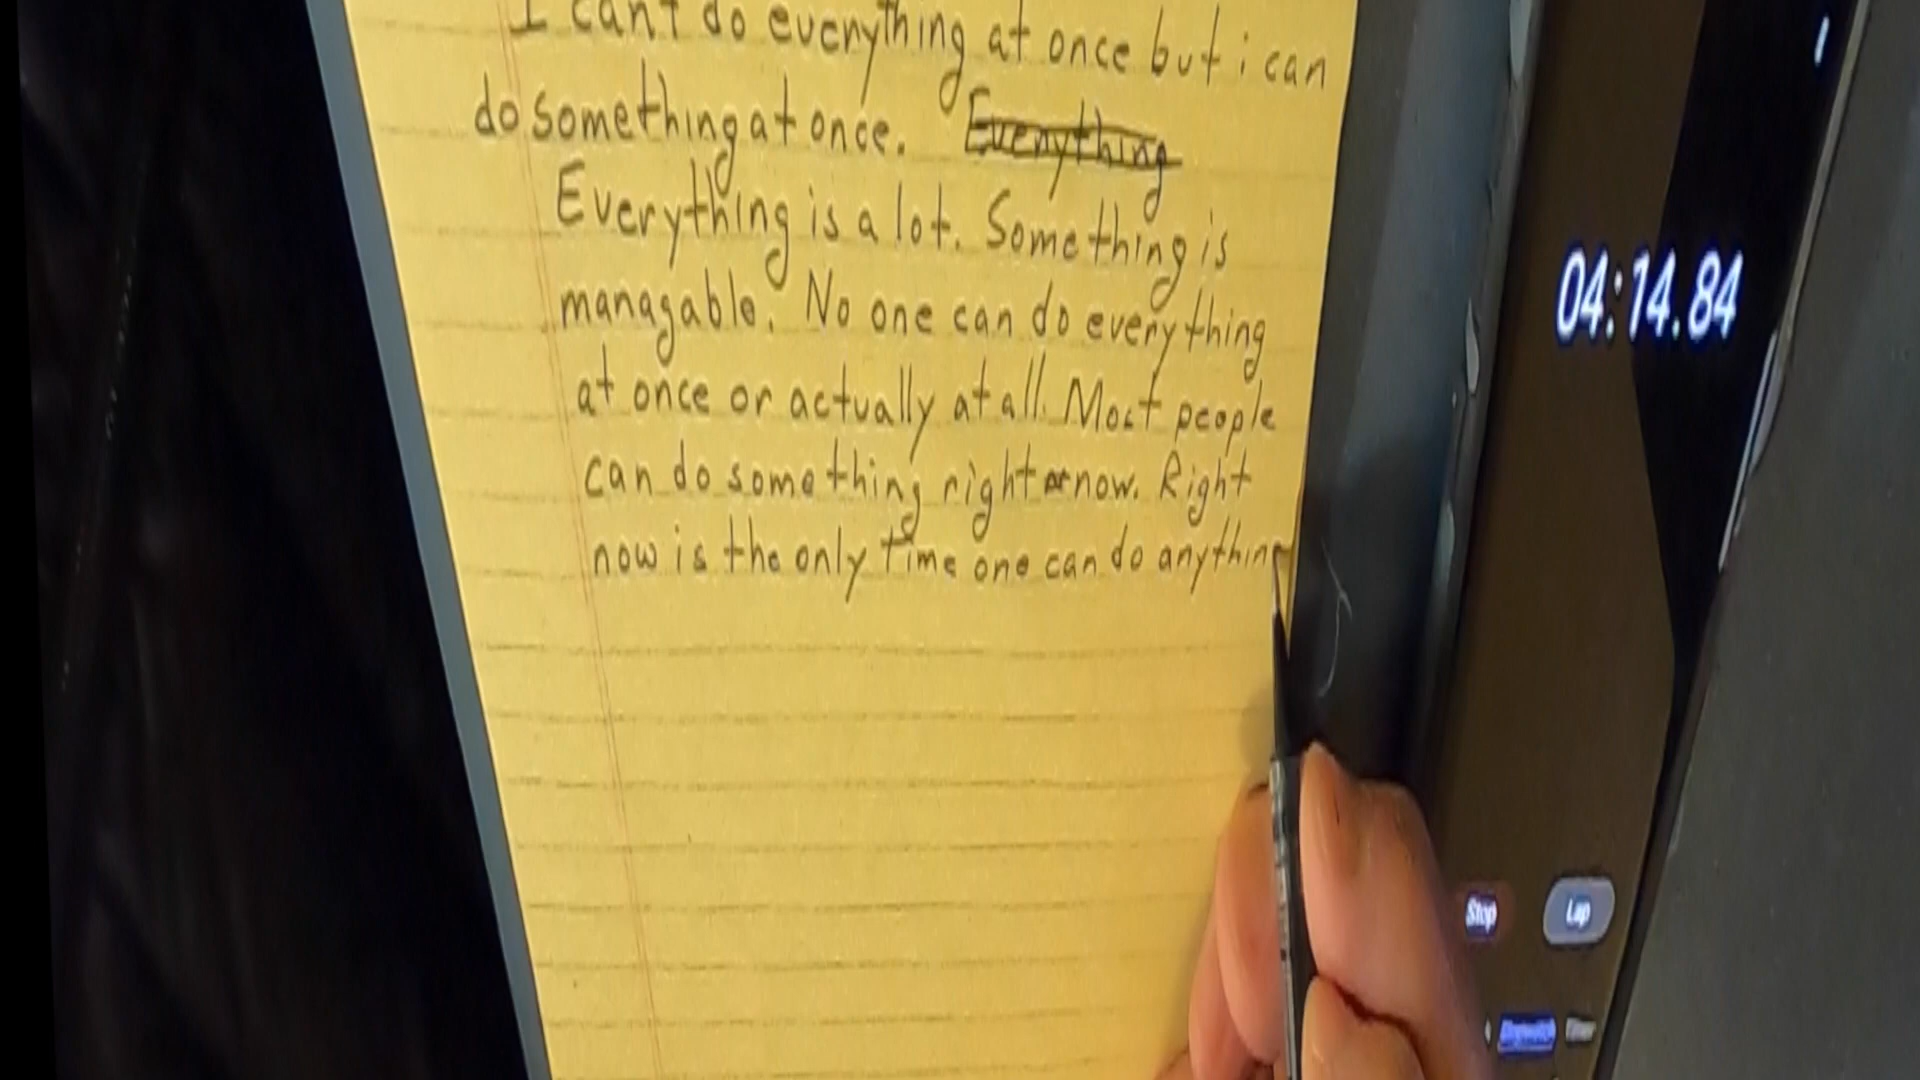 I can't do everything at once but i can
do something at once. Everything
Everything is a lot. Something is
managable. No one can do everything
at once or actually at all. Most people
can do something right now. Right
now is the only time one can do anything
04:14.84
Stop Lap
Stopwatch Timer